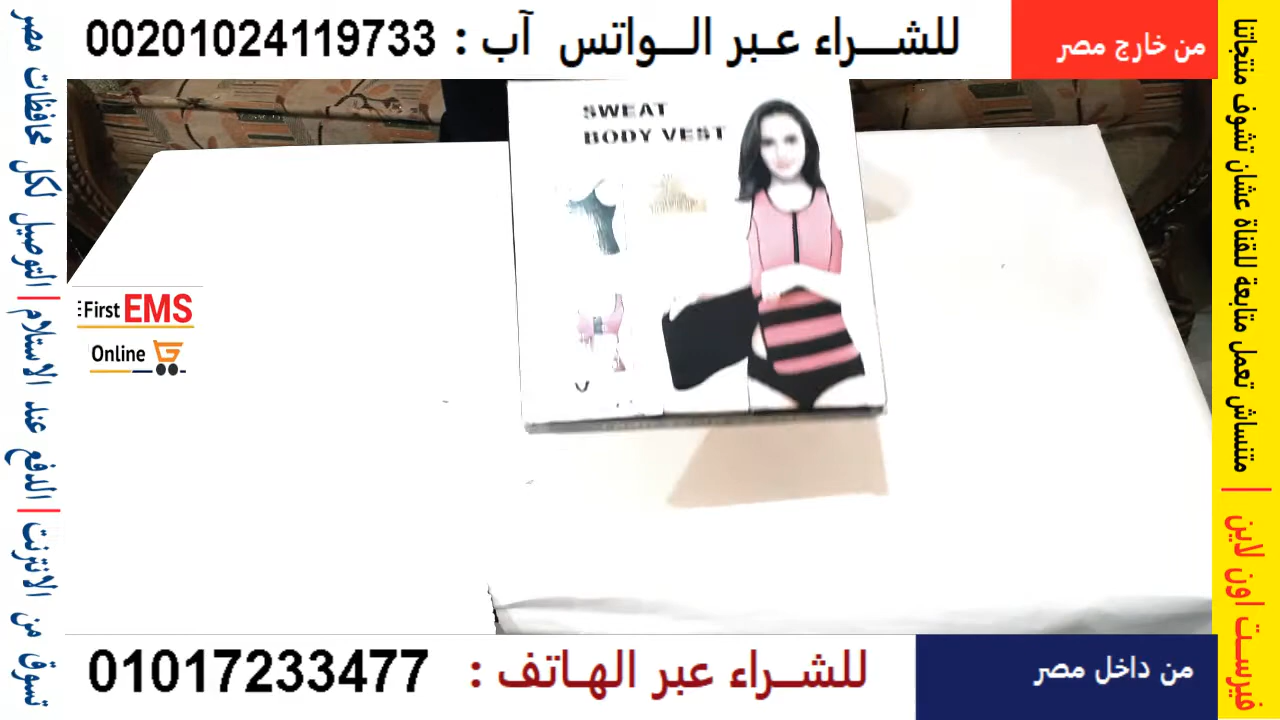 من خارج مصر
للشـــراء عـبر الـــواتس آب : 00201024119733
SWEAT
BODY VEST
First EMS
Online
من داخل مصر
للشــراء عبر الهـاتف : 01017233477
متنساش تعمل متابعة للقناة عشان تشوف منتجاتنا
فيرســت اون لاين
تسوق من الانترنت | الدفع عند الاستلام | التوصيل لكل محافظات مصر